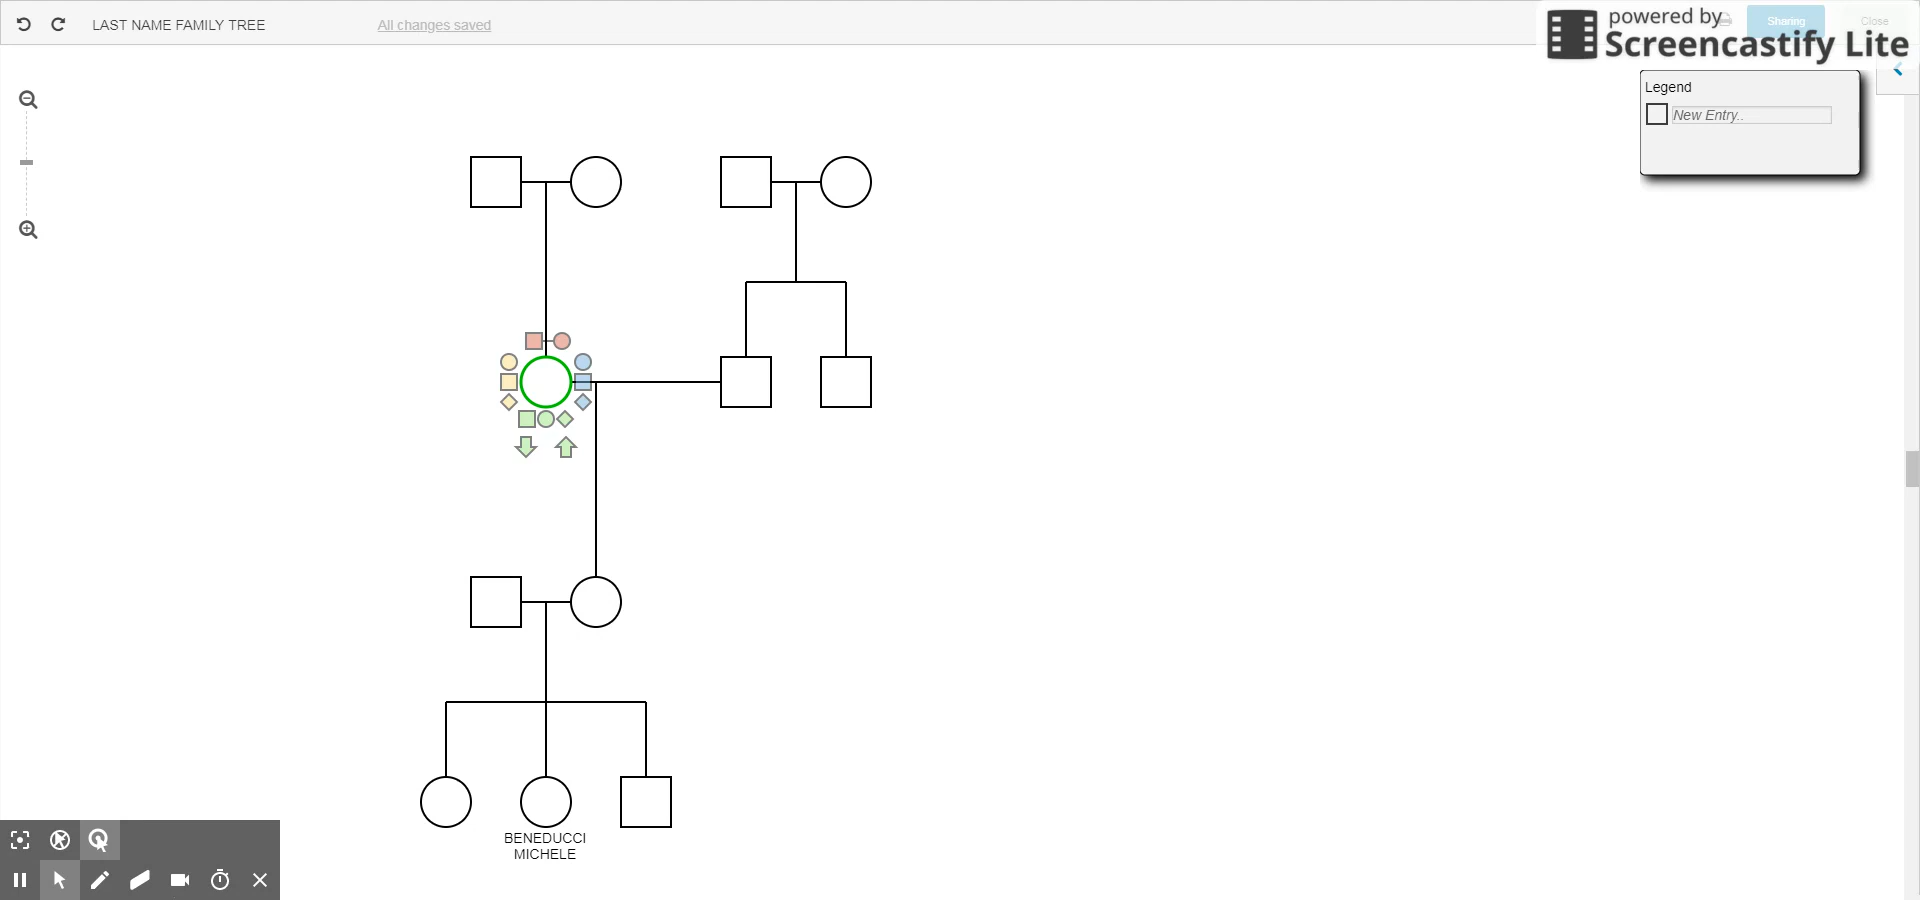 LAST NAME FAMILY TREE
All changes saved
powered by
Screencastify Lite
Sharing
Close
Legend
New Entry..
BENEDUCCI
MICHELE